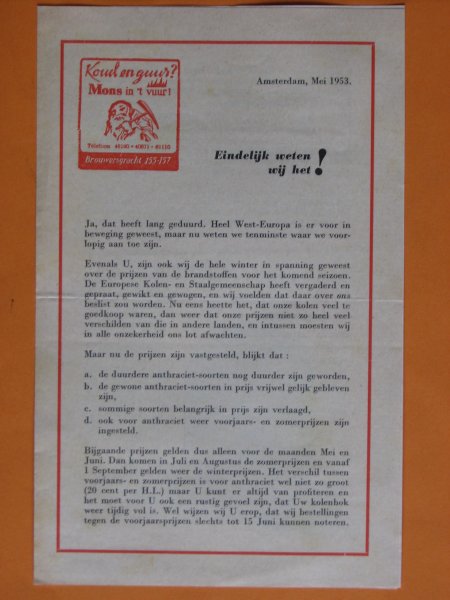 Koud en guur?
Mons in 't vuur!
Telefoon 48180 - 40871 - 41110
Brouwersgracht 155-157
Amsterdam, Mei 1953.
Eindelijk weten
wij het!
Ja, dat heeft lang geduurd. Heel West-Europa is er voor in
beweging geweest, maar nu weten we tenminste waar we voor-
lopig aan toe zijn.
Evenals U, zijn ook wij de hele winter in spanning geweest
over de prijzen van de brandstoffen voor het komend seizoen.
De Europese Kolen- en Staalgemeenschap heeft vergaderd en
gepraat, gewikt en gewogen, en wij voelden dat daar over ons
beslist zou worden. Nu eens heette het, dat onze kolen veel te
goedkoop waren, dan weer dat onze prijzen niet zo heel veel
verschilden van die in andere landen, en intussen moesten wij
in alle onzekerheid ons lot afwachten.
Maar nu de prijzen zijn vastgesteld, blijkt dat :
a. de duurdere anthraciet-soorten nog duurder zijn geworden,
b. de gewone anthraciet-soorten in prijs vrijwel gelijk gebleven
zijn,
c. sommige soorten belangrijk in prijs zijn verlaagd,
d. ook voor anthraciet weer voorjaars- en zomerprijzen zijn
ingesteld.
Bijgaande prijzen gelden dus alleen voor de maanden Mei en
Juni. Dan komen in Juli en Augustus de zomerprijzen en vanaf
1 September gelden weer de winterprijzen. Het verschil tussen
voorjaars- en zomerprijzen is voor anthraciet wel niet zo groot
(20 cent per H.L.) maar U kunt er altijd van profiteren en
het moet voor U ook een rustig gevoel zijn, dat Uw kolenhok
weer tijdig vol is. Wel wijzen wij U erop, dat wij bestellingen
tegen de voorjaarsprijzen slechts tot 15 Juni kunnen noteren.